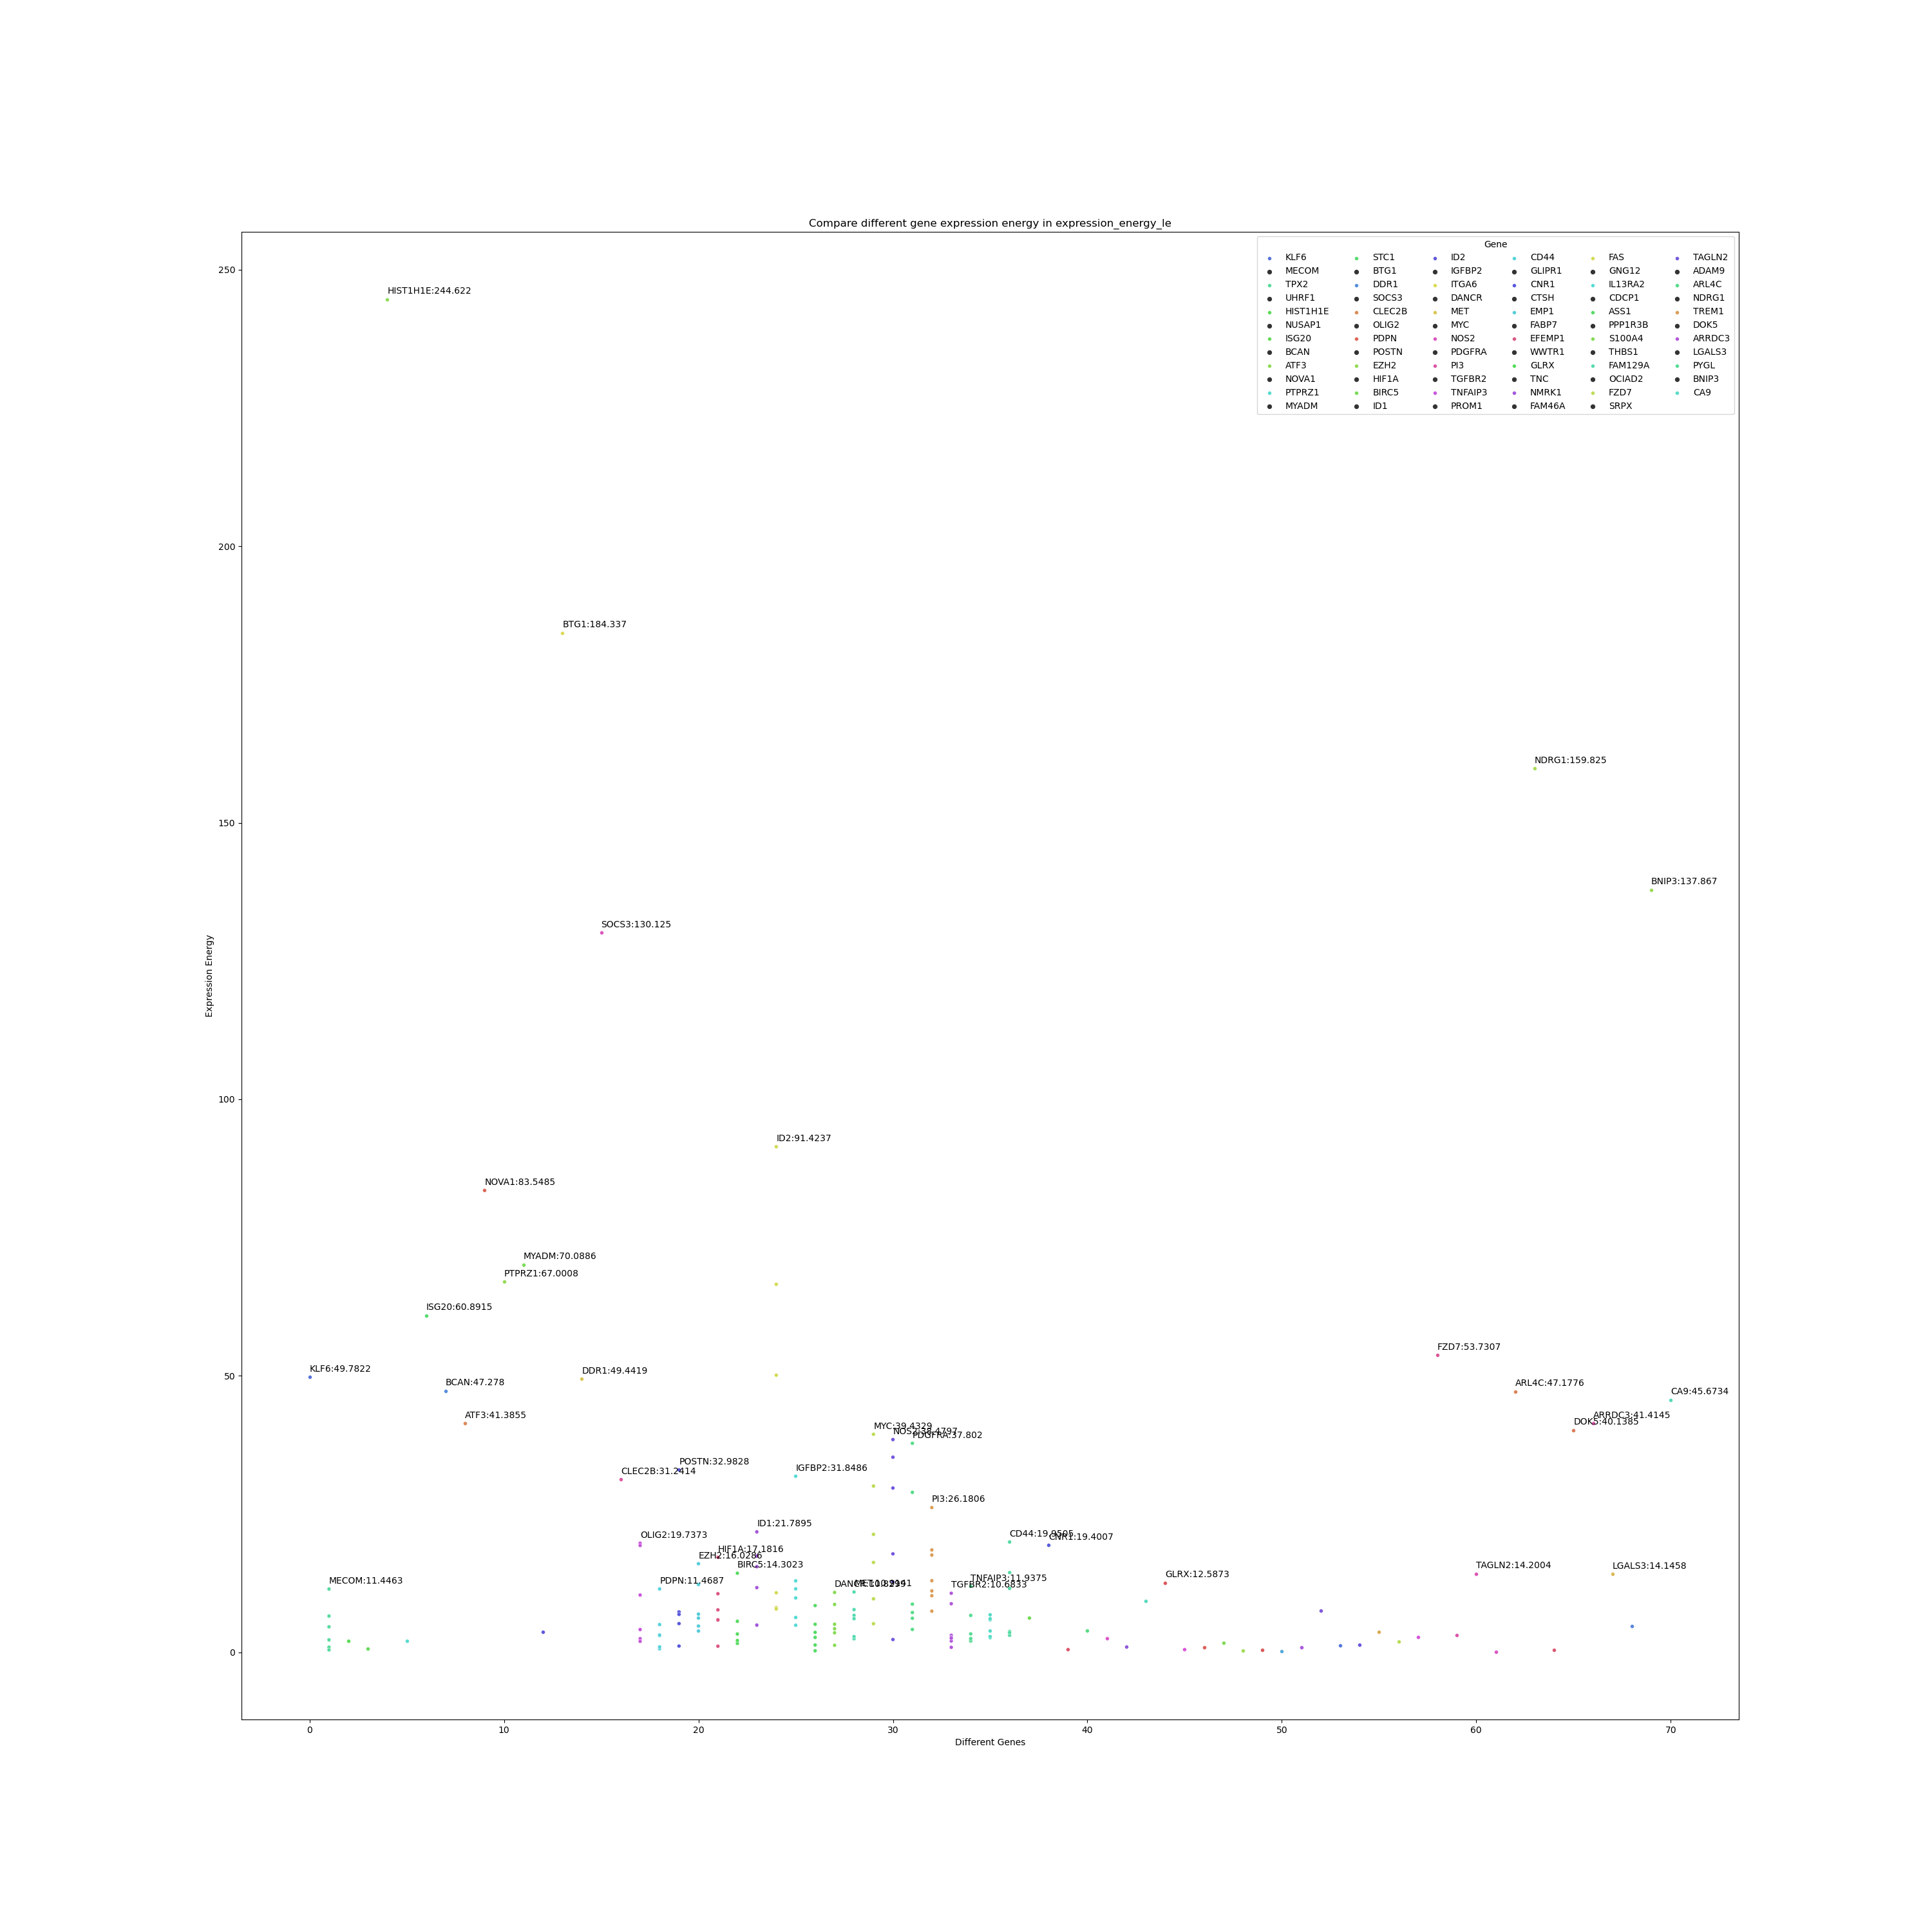 Compare different gene expression energy in expression_energy_le
Gene
KLF6 STC1 ID2 CD44 FAS TAGLN2
MECOM BTG1 IGFBP2 GLIPR1 GNG12 ADAM9
TPX2 DDR1 ITGA6 CNR1 IL13RA2 ARL4C
UHRF1 SOCS3 DANCR CTSH CDCP1 NDRG1
HIST1H1E CLEC2B MET EMP1 ASS1 TREM1
NUSAP1 OLIG2 MYC FABP7 PPP1R3B DOK5
ISG20 PDPN NOS2 EFEMP1 S100A4 ARRDC3
BCAN POSTN PDGFRA WWTR1 THBS1 LGALS3
ATF3 EZH2 PI3 GLRX FAM129A PYGL
NOVA1 HIF1A TGFBR2 TNC OCIAD2 BNIP3
PTPRZ1 BIRC5 TNFAIP3 NMRK1 FZD7 CA9
MYADM ID1 PROM1 FAM46A SRPX
250
HIST1H1E:244.622
BTG1:184.337
200
NDRG1:159.825
150
BNIP3:137.867
SOCS3:130.125
Expression Energy
100
ID2:91.4237
NOVA1:83.5485
MYADM:70.0886
PTPRZ1:67.0008
ISG20:60.8915
FZD7:53.7307
50
KLF6:49.7822
DDR1:49.4419
BCAN:47.278
ARL4C:47.1776
CA9:45.6734
ATF3:41.3855
ARRDC3:41.4145
DOK5:40.1385
MYC:39.4329
PDGFRA:37.802
POSTN:32.9828
CLEC2B:31.2414
IGFBP2:31.8486
PI3:26.1806
ID1:21.7895
OLIG2:19.7373
CD44:19.9505
CNR1:19.4007
HIF1A:17.1816
EZH2:16.0286
BIRC5:14.3023
TAGLN2:14.2004
LGALS3:14.1458
GLRX:12.5873
TNFAIP3:11.9375
MECOM:11.4463
PDPN:11.4687
TGFBR2:10.6833
0
0 10 20 30 40 50 60 70
Different Genes